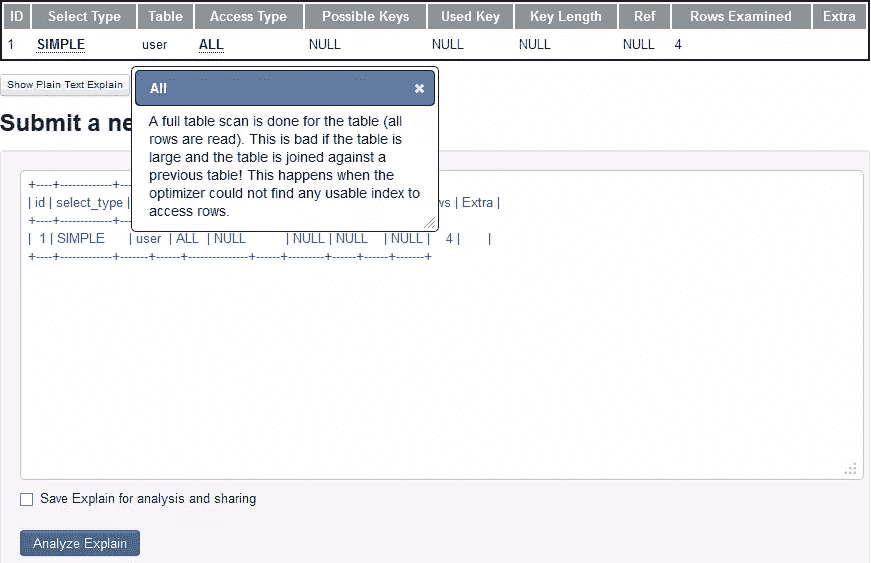 ID Select Type Table Access Type Possible Keys Used Key Key Length Ref Rows Examined Extra
1 SIMPLE user ALL NULL NULL NULL NULL 4
Show Plain Text Explain
All
A full table scan is done for the table (all
rows are read). This is bad if the table is
large and the table is joined against a
previous table! This happens when the
optimizer could not find any usable index to
access rows.
Submit a
+----+-------------+
| id | select_type | | Extra |
+----+-------------+
| 1 | SIMPLE | user | ALL | NULL | NULL | NULL | NULL | 4 | |
+----+-------------+-------+------+---------------+------+---------+------+------+-------+
Save Explain for analysis and sharing
Analyze Explain